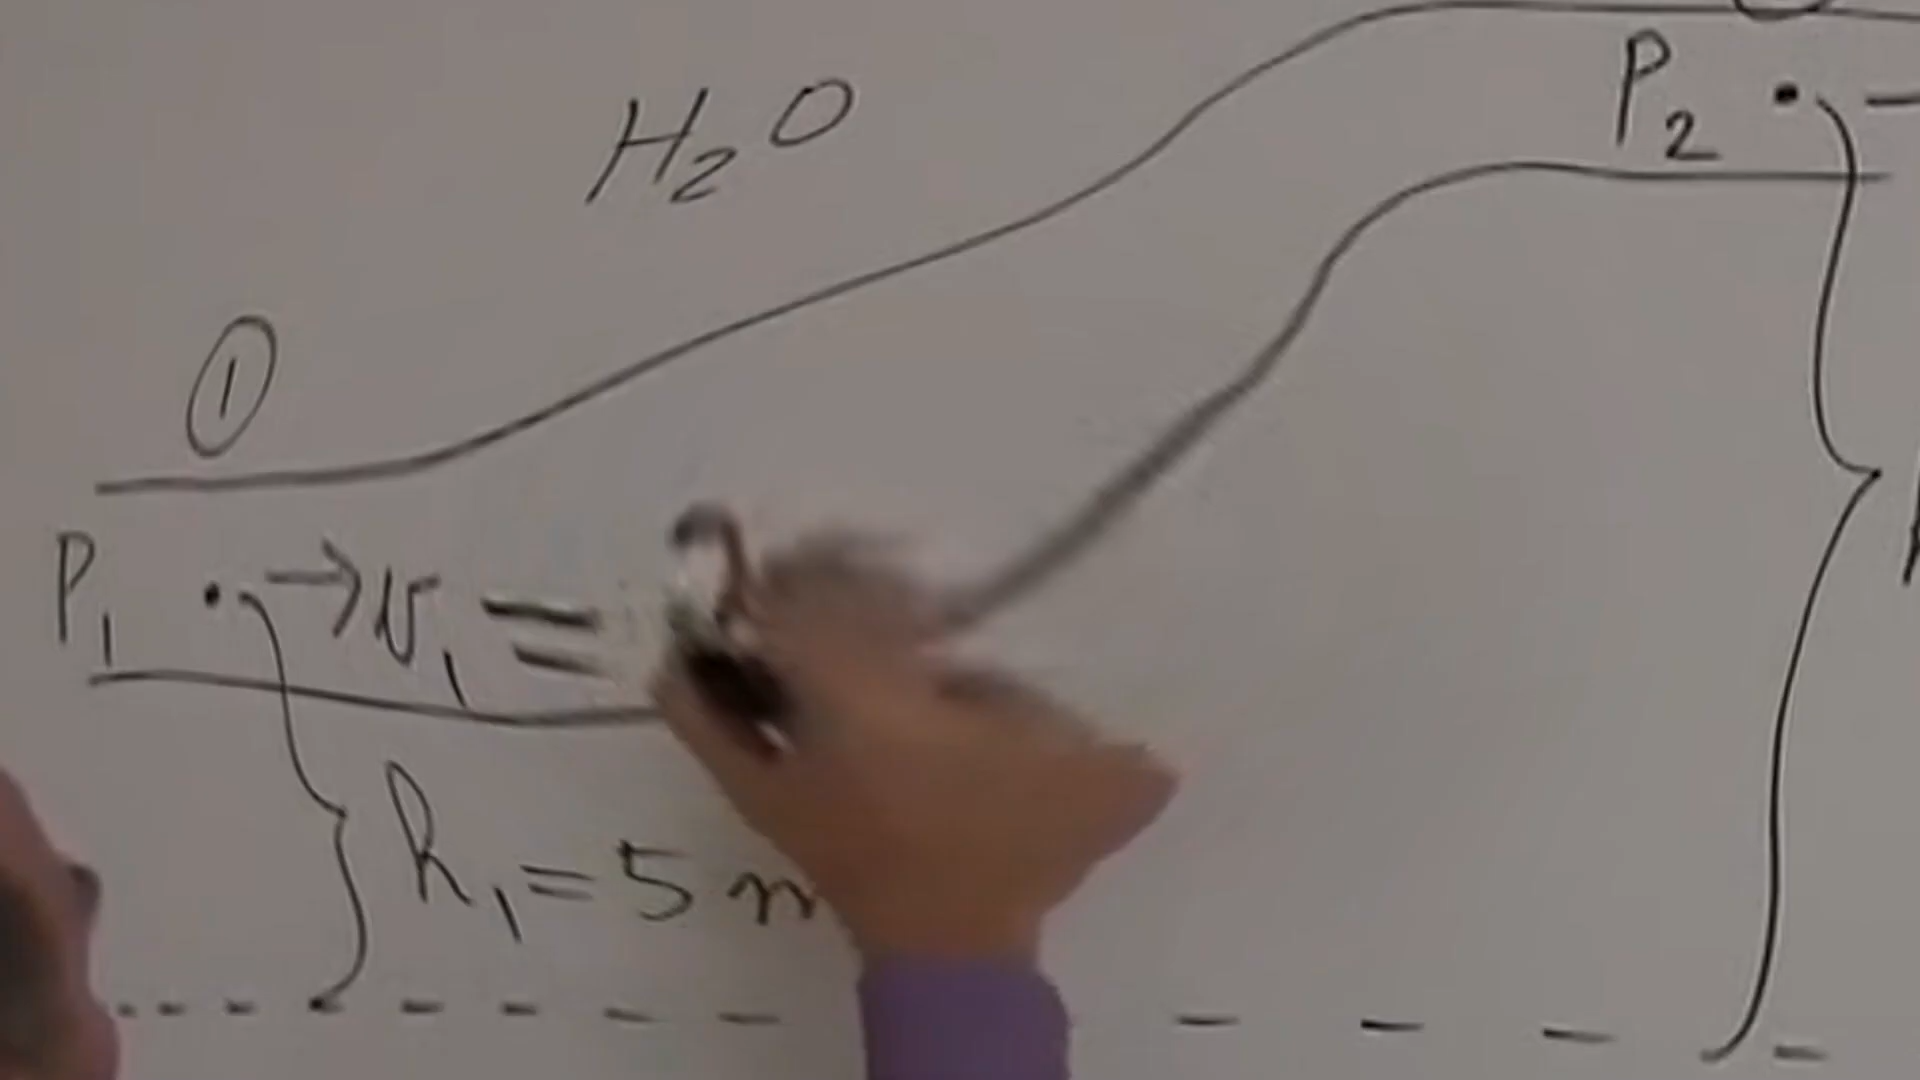 H₂O
P₂
①
P₁ → v₁ =
h₁ = 5 m